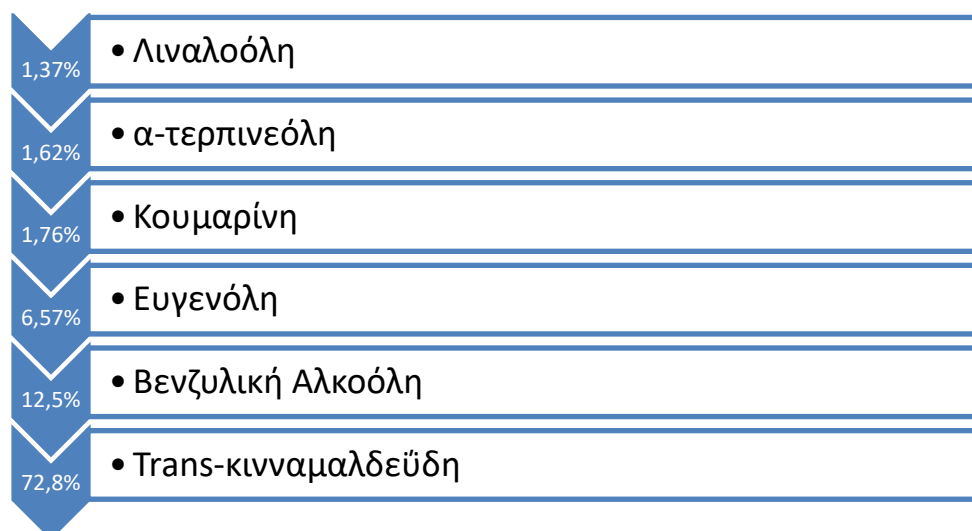 1,37%
• Λιναλοόλη
1,62%
• α-τερπινεόλη
1,76%
• Κουμαρίνη
6,57%
• Ευγενόλη
12,5%
• Βενζυλική Αλκοόλη
72,8%
• Trans-κινναμαλδεΰδη